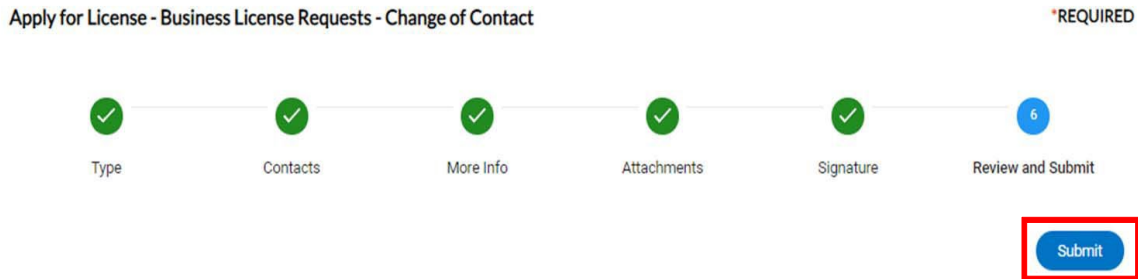 Apply for License - Business License Requests - Change of Contact
*REQUIRED
6
Type
Contacts
More Info
Attachments
Signature
Review and Submit
Submit